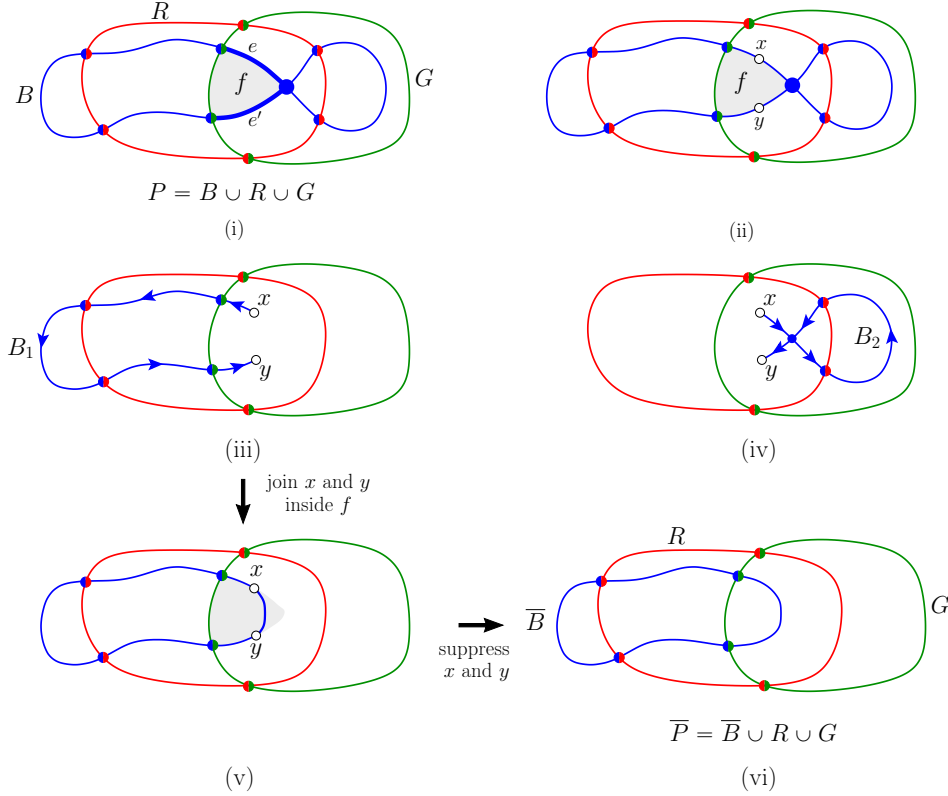 R
e
x
B
f
G
f
e′
y
P = B ∪ R ∪ G
(i)
(ii)
x
x
B₁
B₂
y
y
(iii)
(iv)
join x and y
inside f
R
x
B̅
G
y
suppress
x and y
P̅ = B̅ ∪ R ∪ G
(v)
(vi)